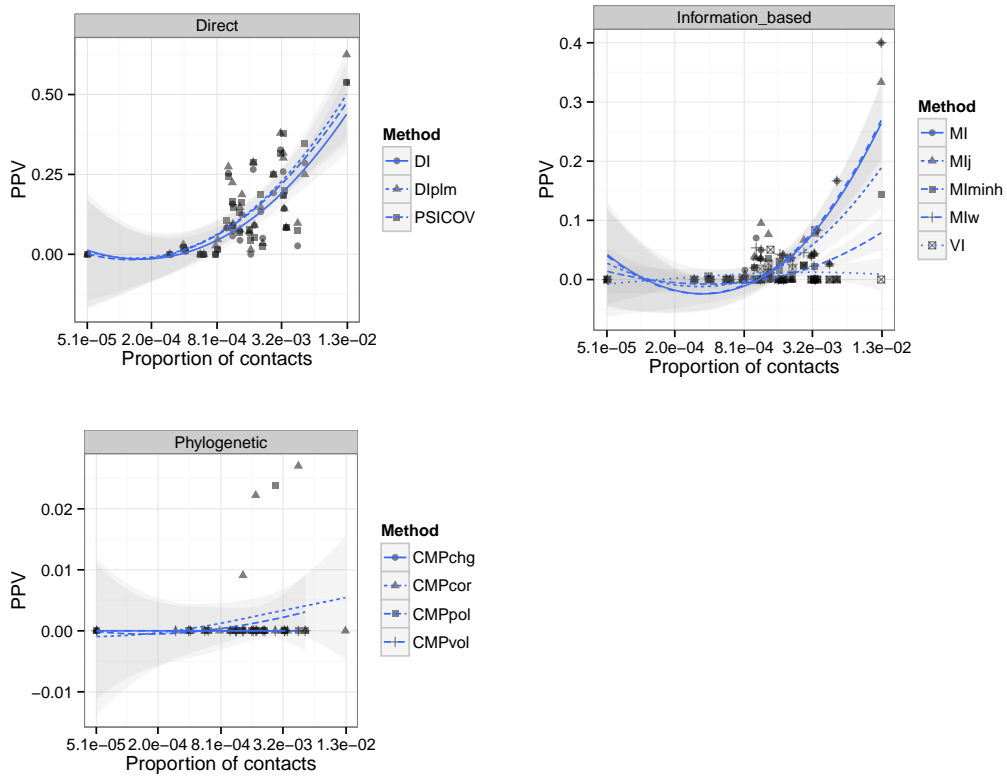 Direct
0.50
0.25
0.00
PPV
5.1e−05
2.0e−04
8.1e−04
3.2e−03
1.3e−02
Proportion of contacts
Method
DI
DIplm
PSICOV
Information_based
0.4
0.3
0.2
0.1
0.0
PPV
5.1e−05
2.0e−04
8.1e−04
3.2e−03
1.3e−02
Proportion of contacts
Method
MI
MIj
MIminh
MIw
VI
Phylogenetic
0.02
0.01
0.00
−0.01
PPV
5.1e−05
2.0e−04
8.1e−04
3.2e−03
1.3e−02
Proportion of contacts
Method
CMPchg
CMPcor
CMPpol
CMPvol